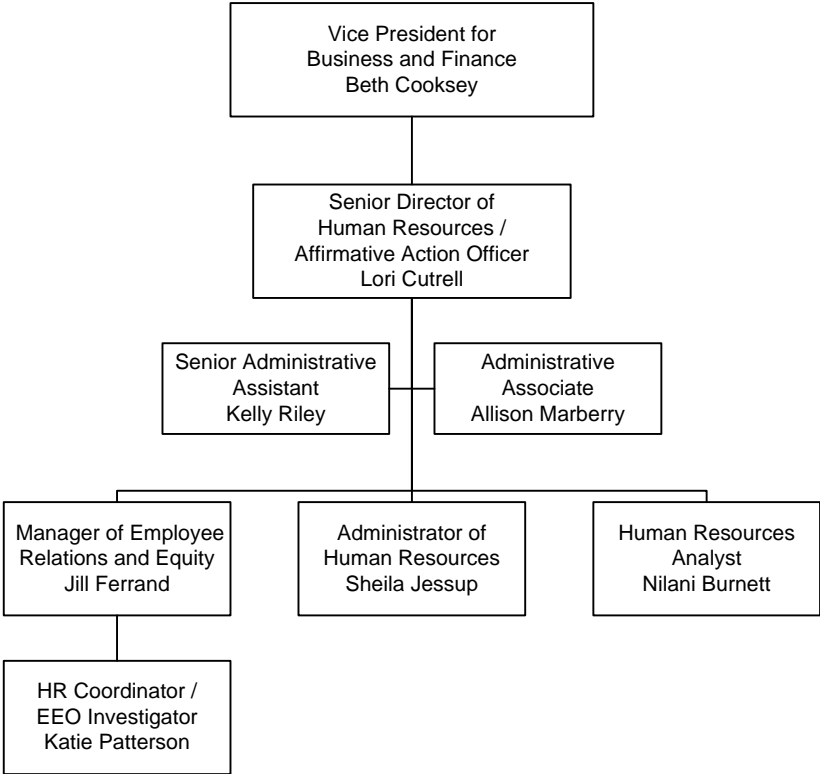 Vice President for
Business and Finance
Beth Cooksey
Senior Director of
Human Resources /
Affirmative Action Officer
Lori Cutrell
Senior Administrative
Assistant
Kelly Riley
Administrative
Associate
Allison Marberry
Manager of Employee
Relations and Equity
Jill Ferrand
Administrator of
Human Resources
Sheila Jessup
Human Resources
Analyst
Nilani Burnett
HR Coordinator /
EEO Investigator
Katie Patterson